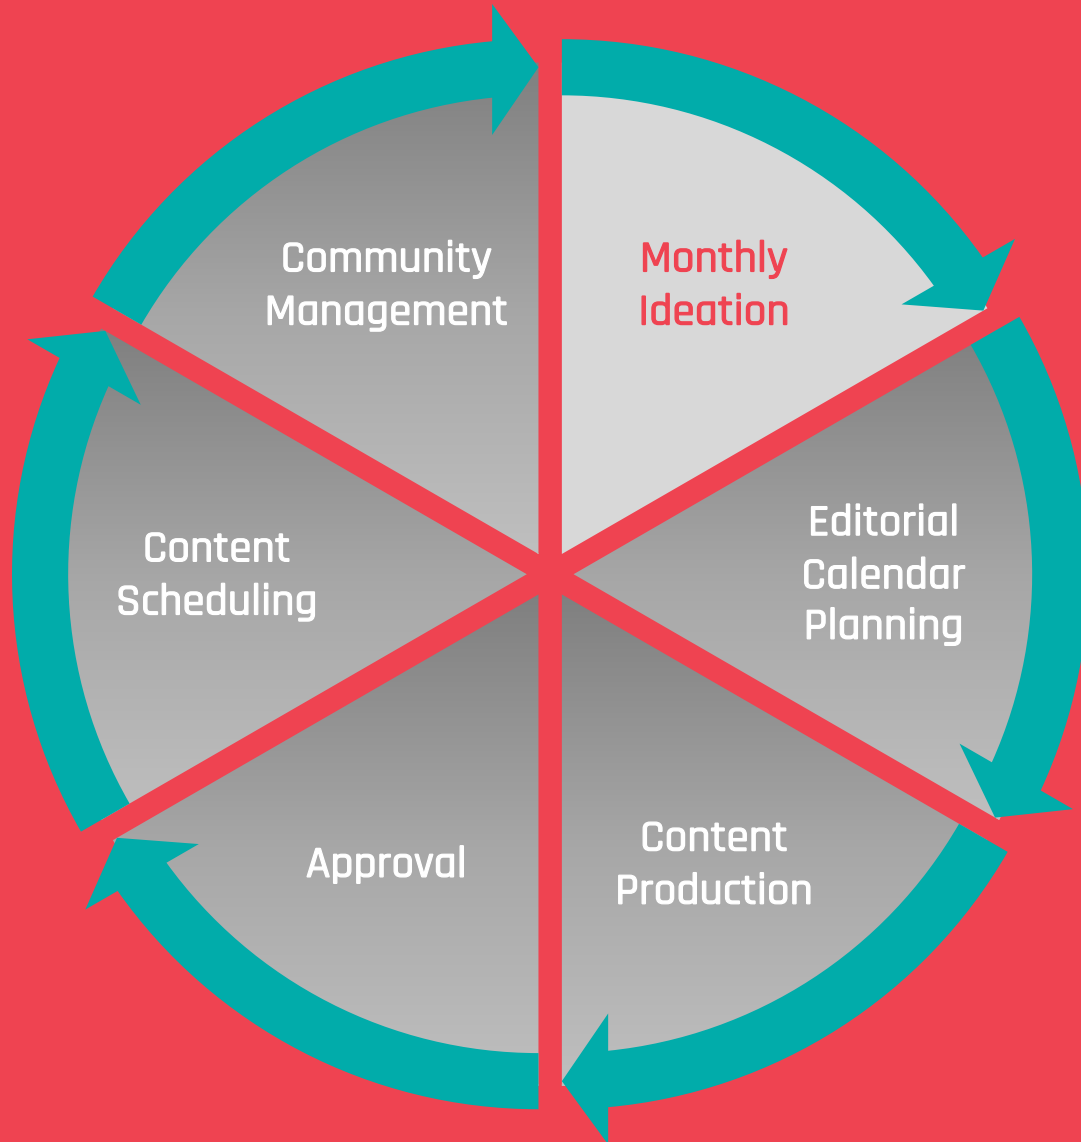 Monthly
Ideation
Editorial
Calendar
Planning
Content
Production
Approval
Content
Scheduling
Community
Management